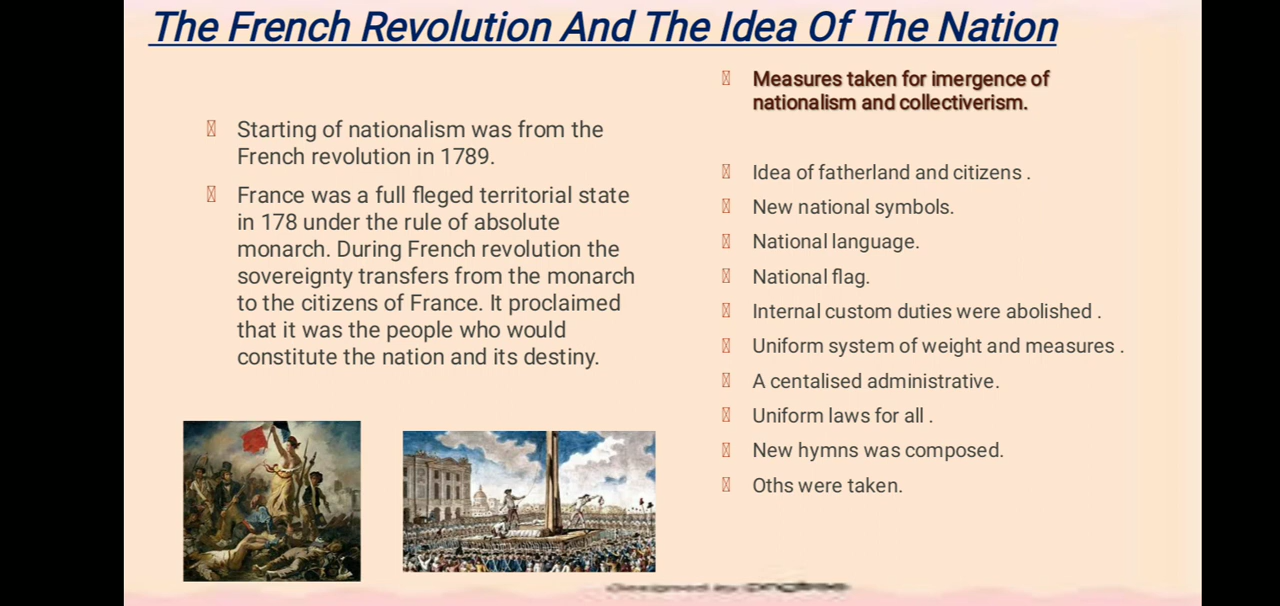 The French Revolution And The Idea Of The Nation
Starting of nationalism was from the
French revolution in 1789.
France was a full fleged territorial state
in 178 under the rule of absolute
monarch. During French revolution the
sovereignty transfers from the monarch
to the citizens of France. It proclaimed
that it was the people who would
constitute the nation and its destiny.
Measures taken for imergence of
nationalism and collectiverism.
Idea of fatherland and citizens .
New national symbols.
National language.
National flag.
Internal custom duties were abolished .
Uniform system of weight and measures .
A centalised administrative.
Uniform laws for all .
New hymns was composed.
Oths were taken.
Designed by